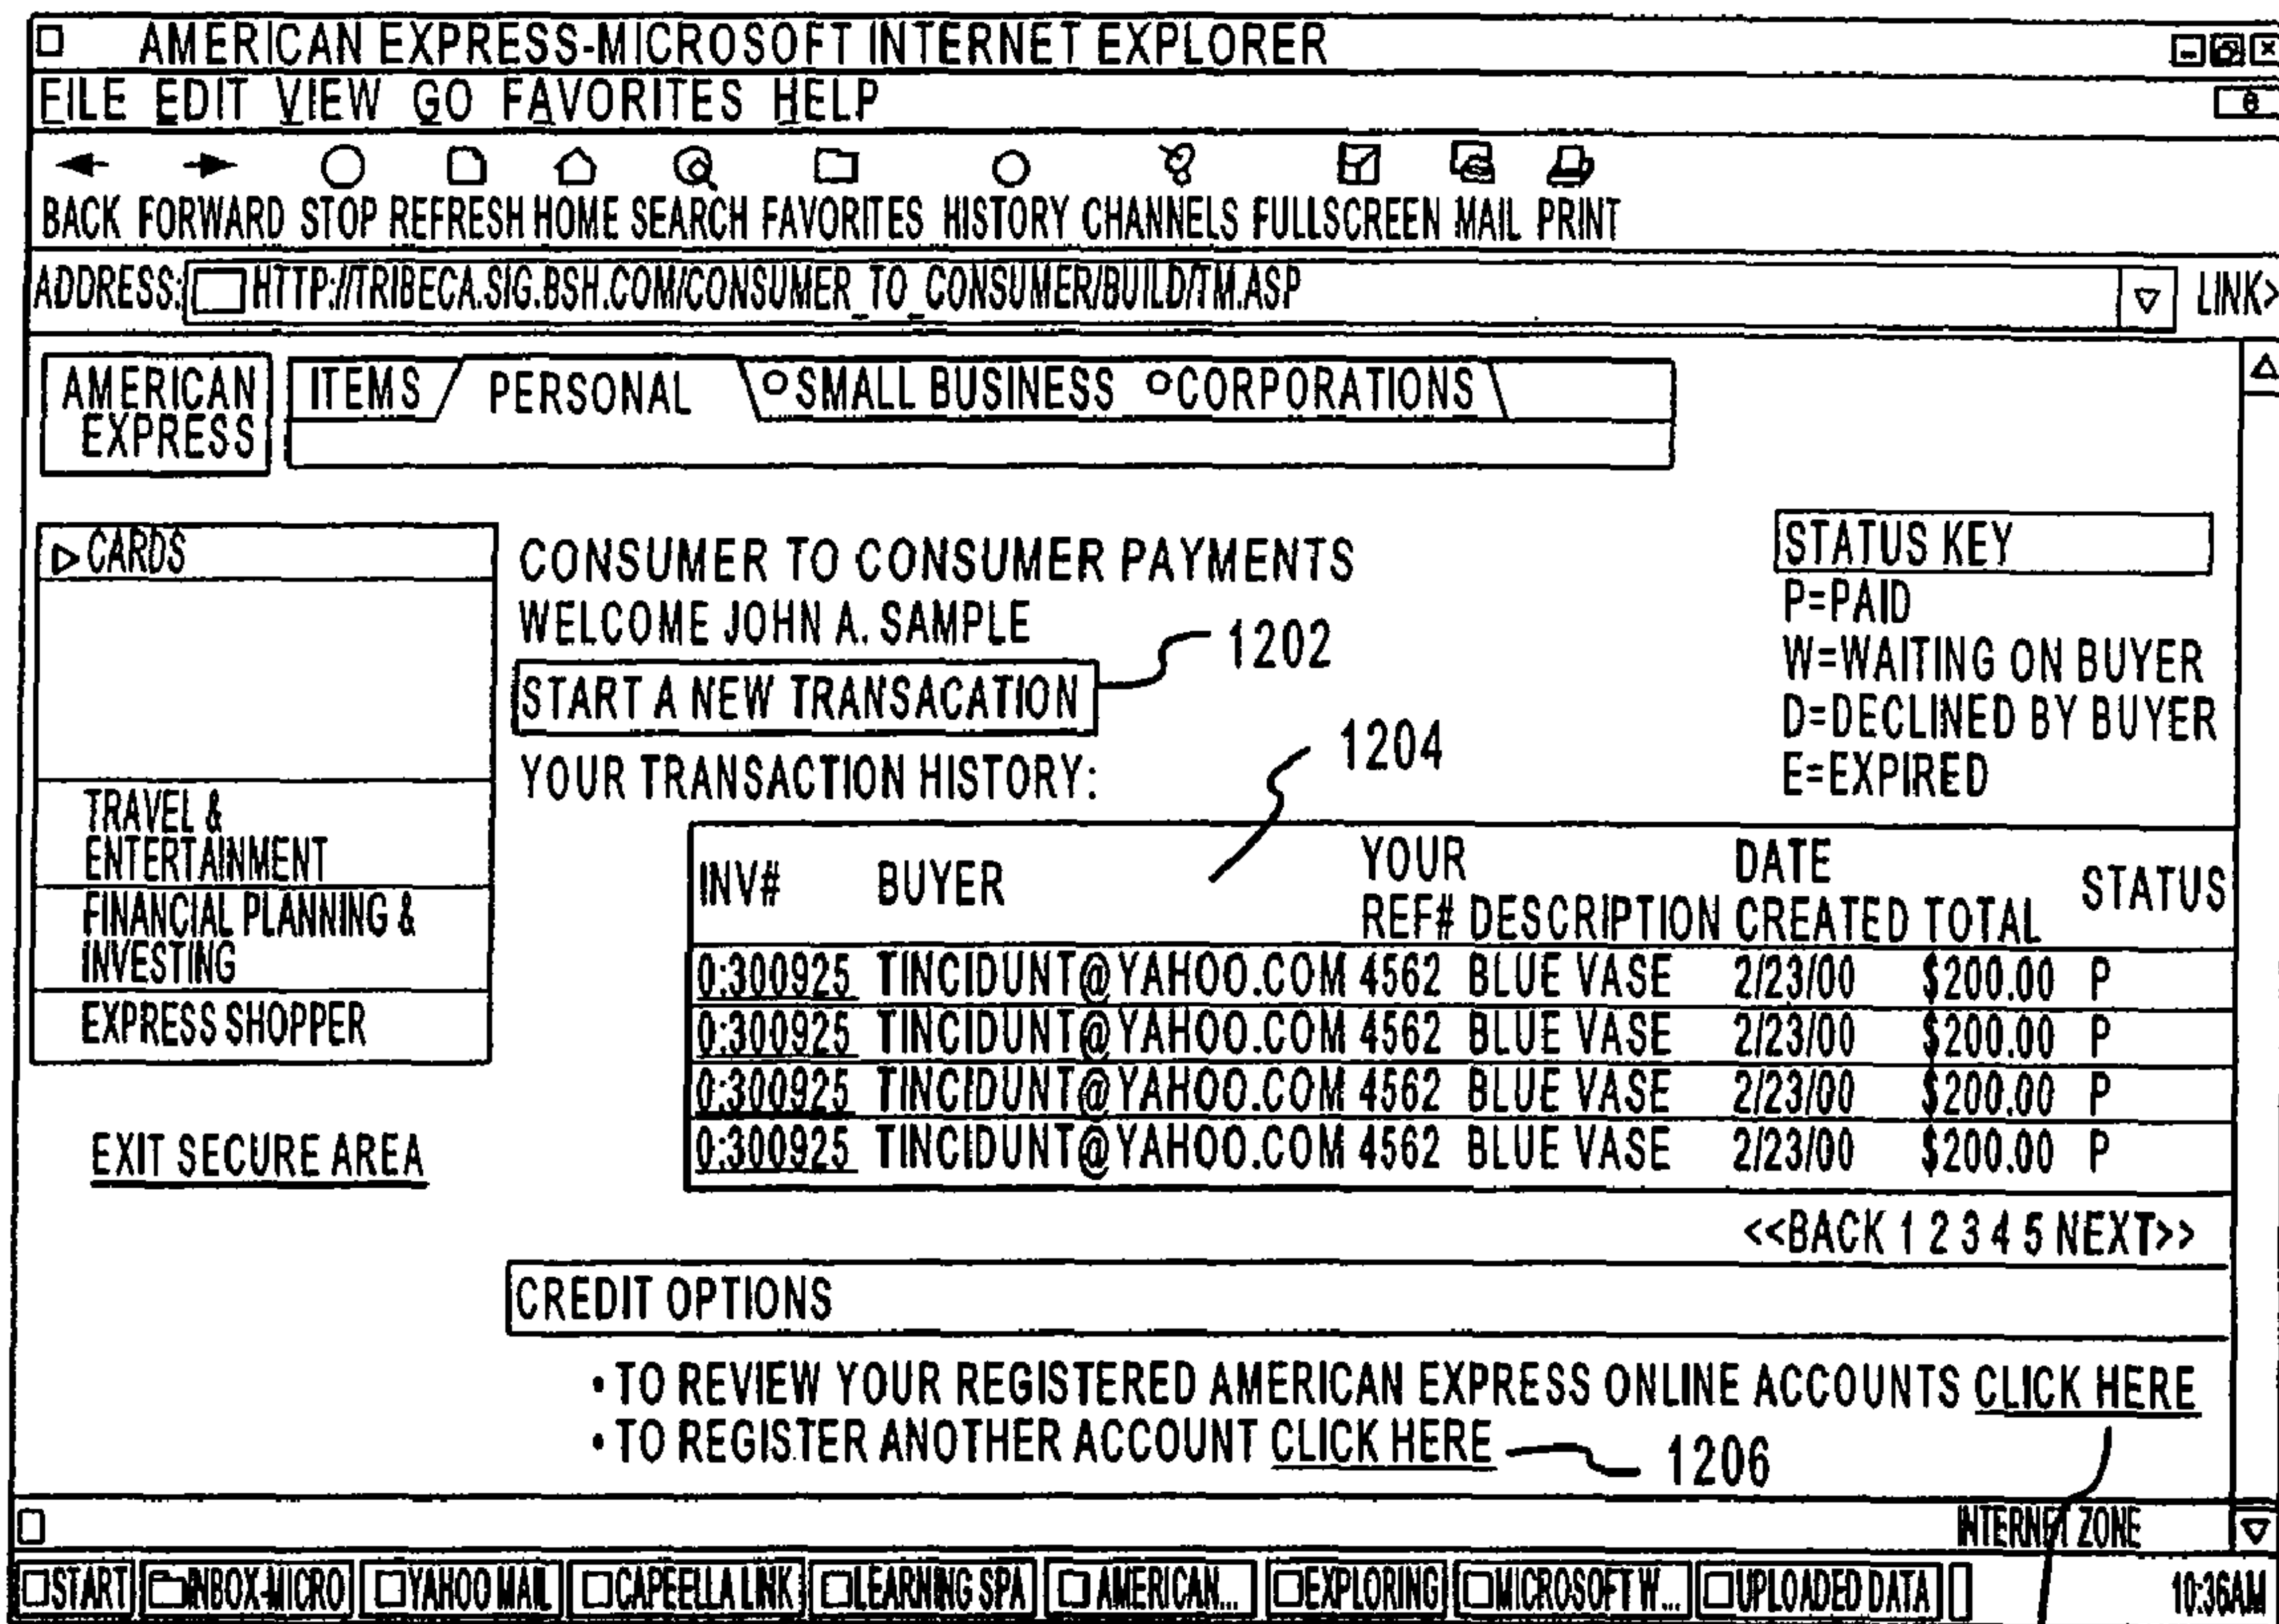 AMERICAN EXPRESS-MICROSOFT INTERNET EXPLORER
FILE EDIT VIEW GO FAVORITES HELP
BACK FORWARD STOP REFRESH HOME SEARCH FAVORITES HISTORY CHANNELS FULLSCREEN MAIL PRINT
ADDRESS: HTTP://TRIBECA.SIG.BSH.COM/CONSUMER_TO_CONSUMER/BUILD/TM.ASP LINK>
AMERICAN EXPRESS
ITEMS PERSONAL SMALL BUSINESS CORPORATIONS
CARDS
TRAVEL &
ENTERTAINMENT
FINANCIAL PLANNING &
INVESTING
EXPRESS SHOPPER
EXIT SECURE AREA
CONSUMER TO CONSUMER PAYMENTS
WELCOME JOHN A. SAMPLE
START A NEW TRANSACATION
1202
YOUR TRANSACTION HISTORY:
1204
STATUS KEY
P=PAID
W=WAITING ON BUYER
D=DECLINED BY BUYER
E=EXPIRED
INV# BUYER YOUR REF# DESCRIPTION DATE CREATED TOTAL STATUS
0:300925 TINCIDUNT@YAHOO.COM 4562 BLUE VASE 2/23/00 $200.00 P
0:300925 TINCIDUNT@YAHOO.COM 4562 BLUE VASE 2/23/00 $200.00 P
0:300925 TINCIDUNT@YAHOO.COM 4562 BLUE VASE 2/23/00 $200.00 P
0:300925 TINCIDUNT@YAHOO.COM 4562 BLUE VASE 2/23/00 $200.00 P
<<BACK 1 2 3 4 5 NEXT>>
CREDIT OPTIONS
• TO REVIEW YOUR REGISTERED AMERICAN EXPRESS ONLINE ACCOUNTS CLICK HERE
• TO REGISTER ANOTHER ACCOUNT CLICK HERE
1206
INTERNET ZONE
START INBOX-MICRO YAHOO MAIL CAPEELLA LINK LEARNING SPA AMERICAN... EXPLORING MICROSOFT W... UPLOADED DATA 10:36AM